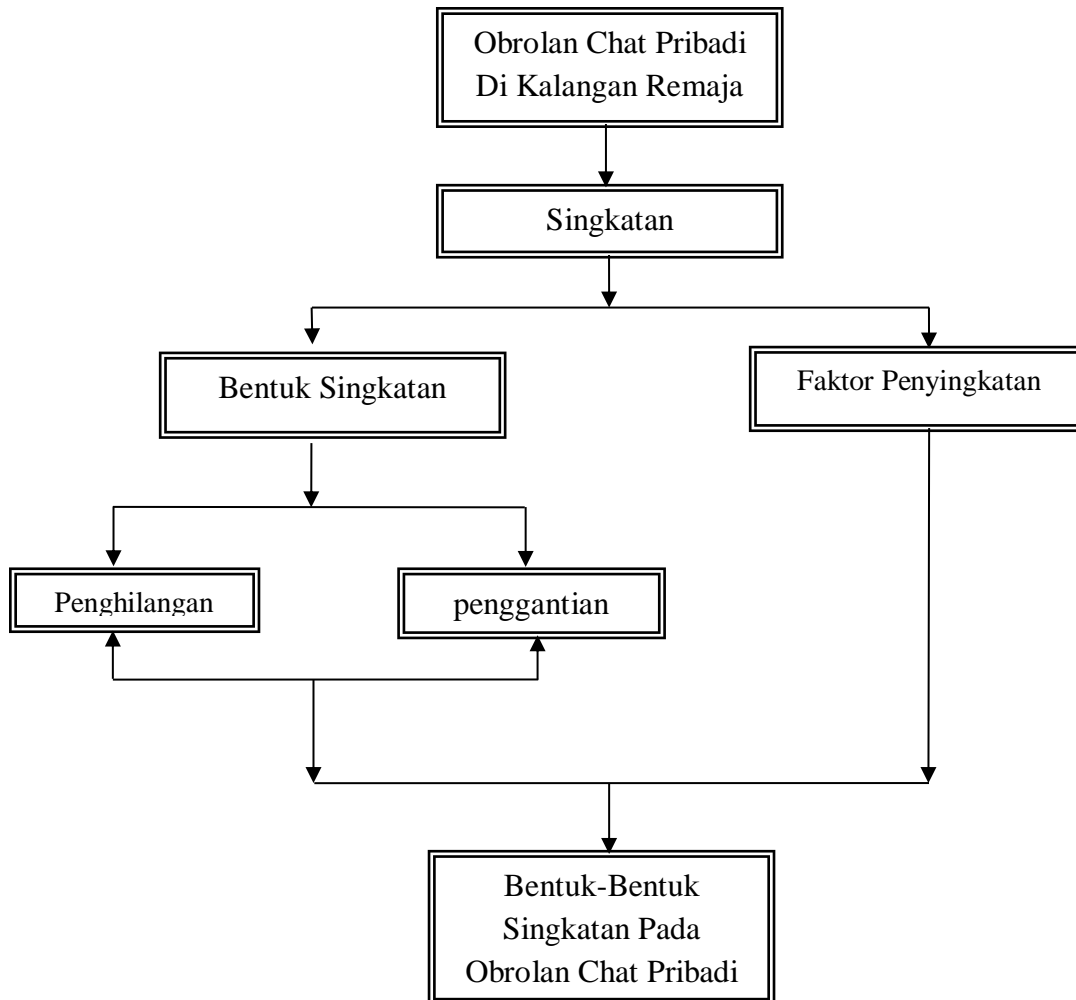 Obrolan Chat Pribadi
Di Kalangan Remaja
Singkatan
Bentuk Singkatan
Faktor Penyingkatan
Penghilangan
penggantian
Bentuk-Bentuk
Singkatan Pada
Obrolan Chat Pribadi